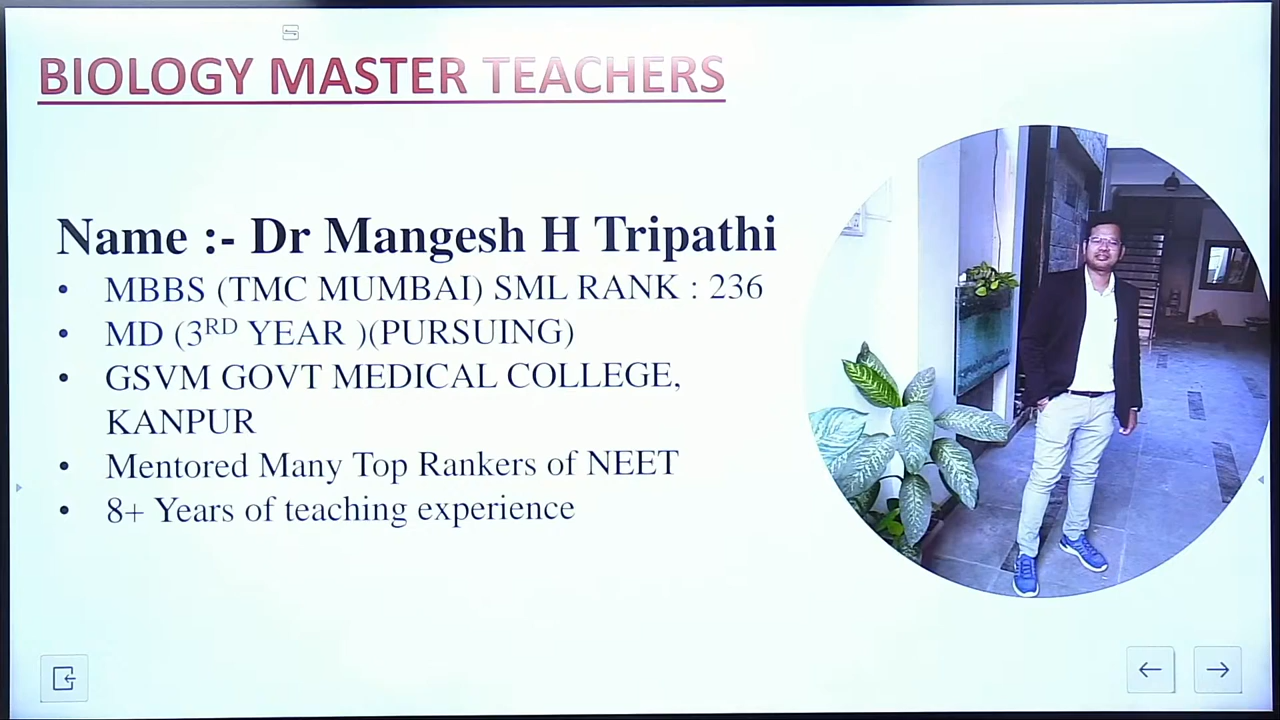 BIOLOGY MASTER TEACHERS
Name :- Dr Mangesh H Tripathi
• MBBS (TMC MUMBAI) SML RANK : 236
• MD (3RD YEAR )(PURSUING)
• GSVM GOVT MEDICAL COLLEGE,
KANPUR
• Mentored Many Top Rankers of NEET
• 8+ Years of teaching experience